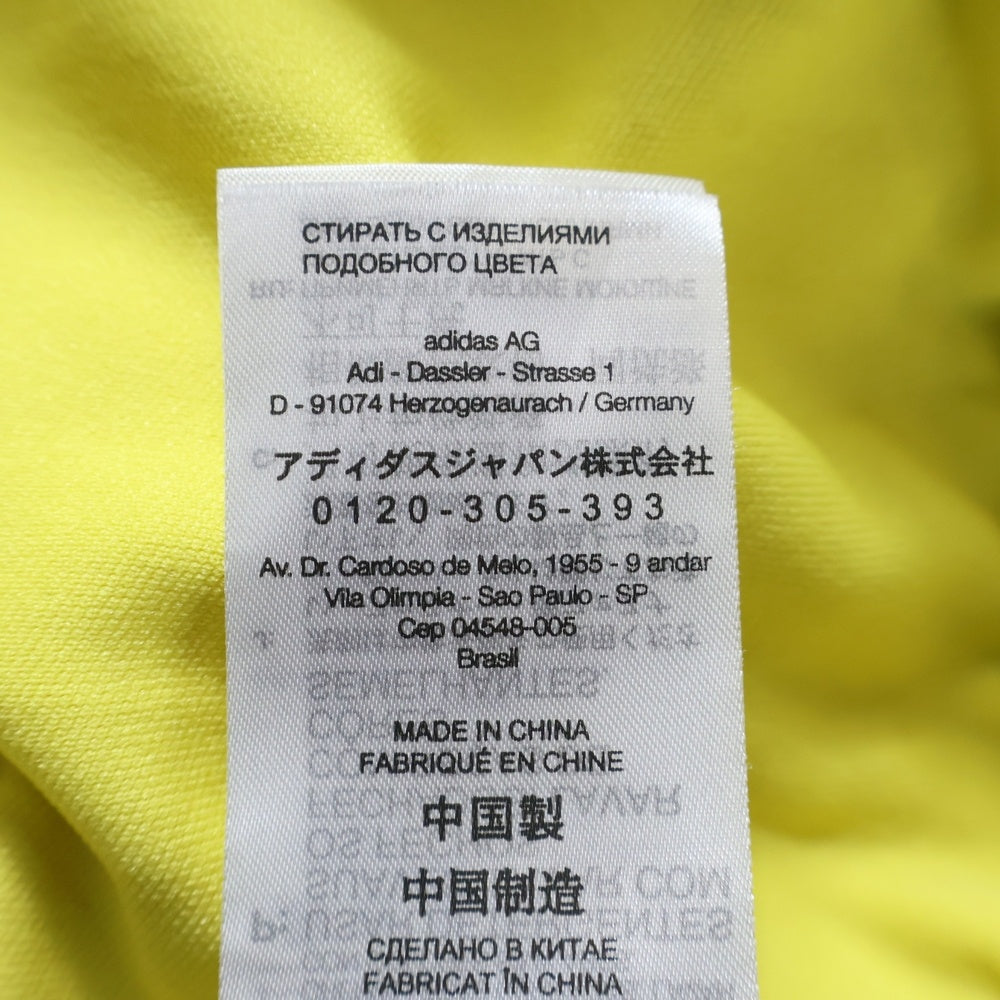 СТИРАТЬ С ИЗДЕЛИЯМИ
ПОДОБНОГО ЦВЕТА
adidas AG
Adi - Dassler - Strasse 1
D - 91074 Herzogenaurach / Germany
アディダスジャパン株式会社
0120-305-393
Av. Dr. Cardoso de Melo, 1955 - 9 andar
Vila Olimpia - Sao Paulo - SP
Cep 04548-005
Brasil
MADE IN CHINA
FABRIQUÉ EN CHINE
中国製
中国制造
СДЕЛАНО В КИТАЕ
FABRICAT ÎN CHINA